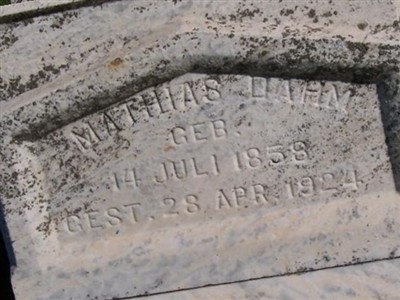 MATHIAS DAHM
GEB.
14 JULI 1858
GEST. 28 APR. 1924